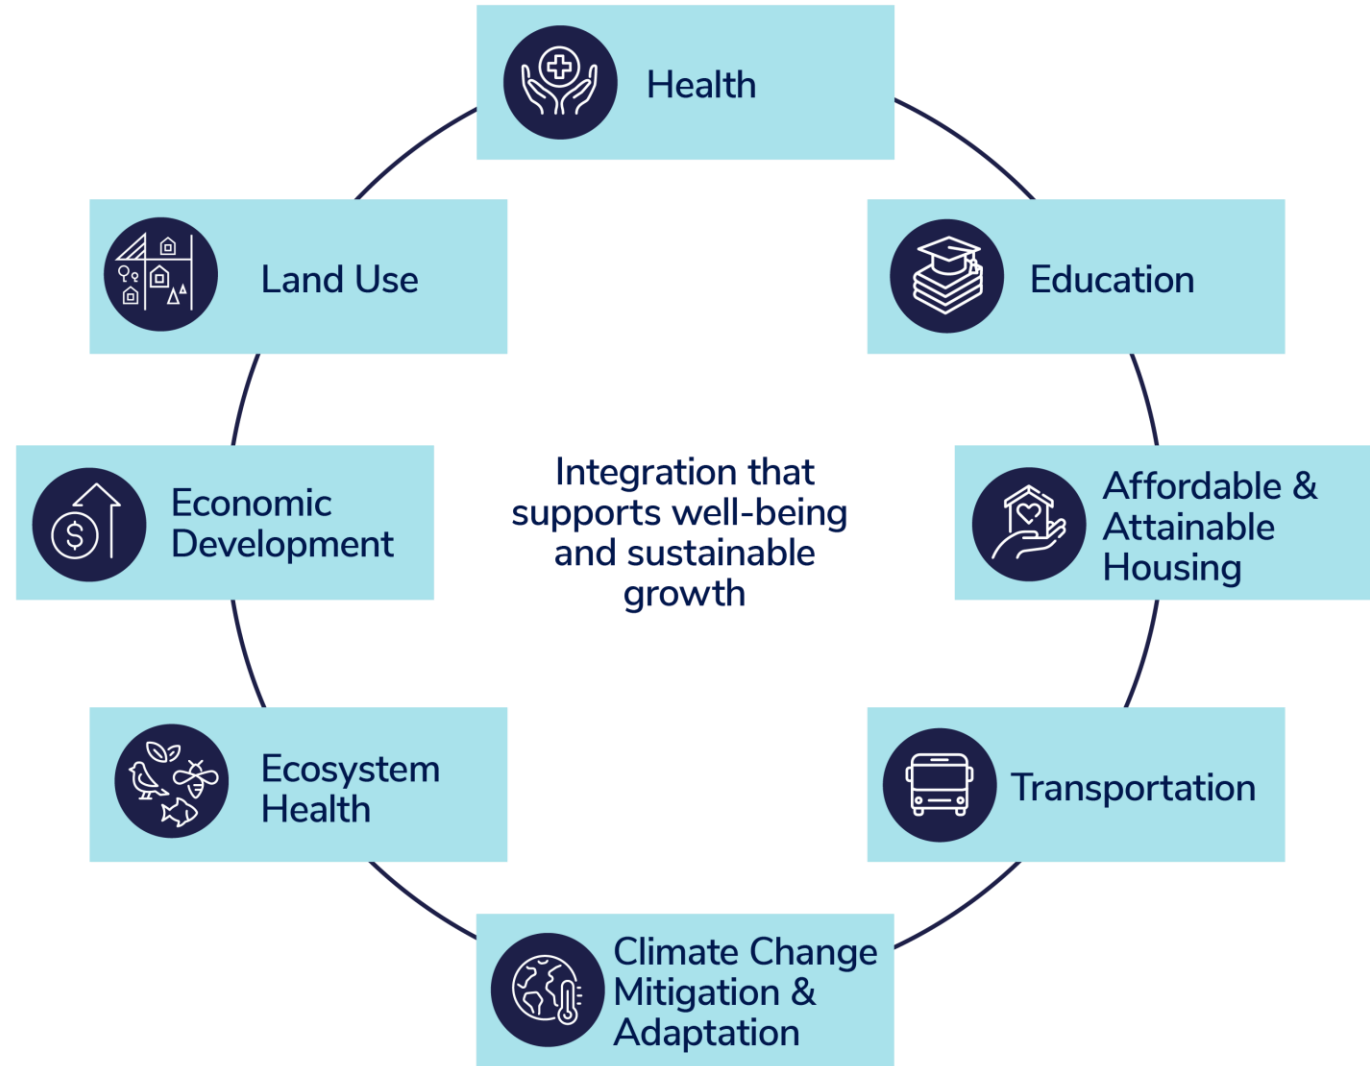 Health
Land Use
Education
Economic
Development
Integration that
supports well-being
and sustainable
growth
Affordable &
Attainable
Housing
Ecosystem
Health
Transportation
Climate Change
Mitigation &
Adaptation
$